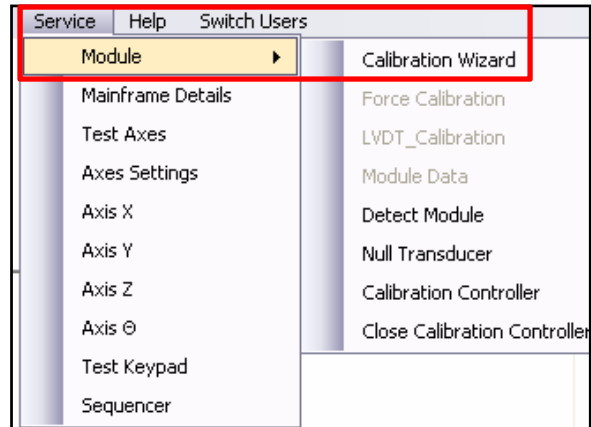 Service Help Switch Users
Module
Mainframe Details
Test Axes
Axes Settings
Axis X
Axis Y
Axis Z
Axis Θ
Test Keypad
Sequencer
Calibration Wizard
Force Calibration
LVDT_Calibration
Module Data
Detect Module
Null Transducer
Calibration Controller
Close Calibration Controller